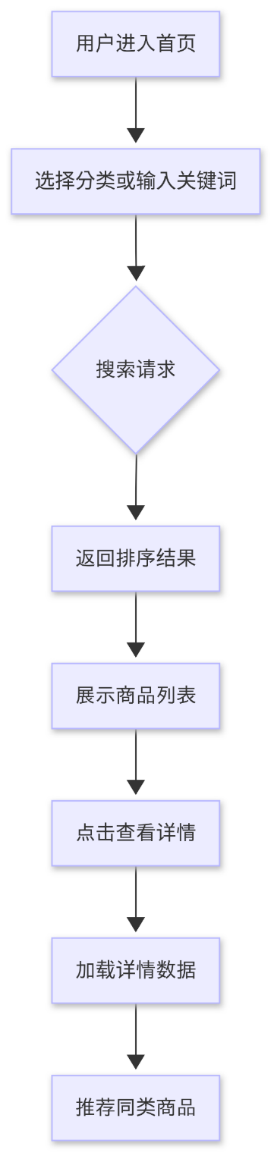 用户进入首页
选择分类或输入关键词
搜索请求
返回排序结果
展示商品列表
点击查看详情
加载详情数据
推荐同类商品